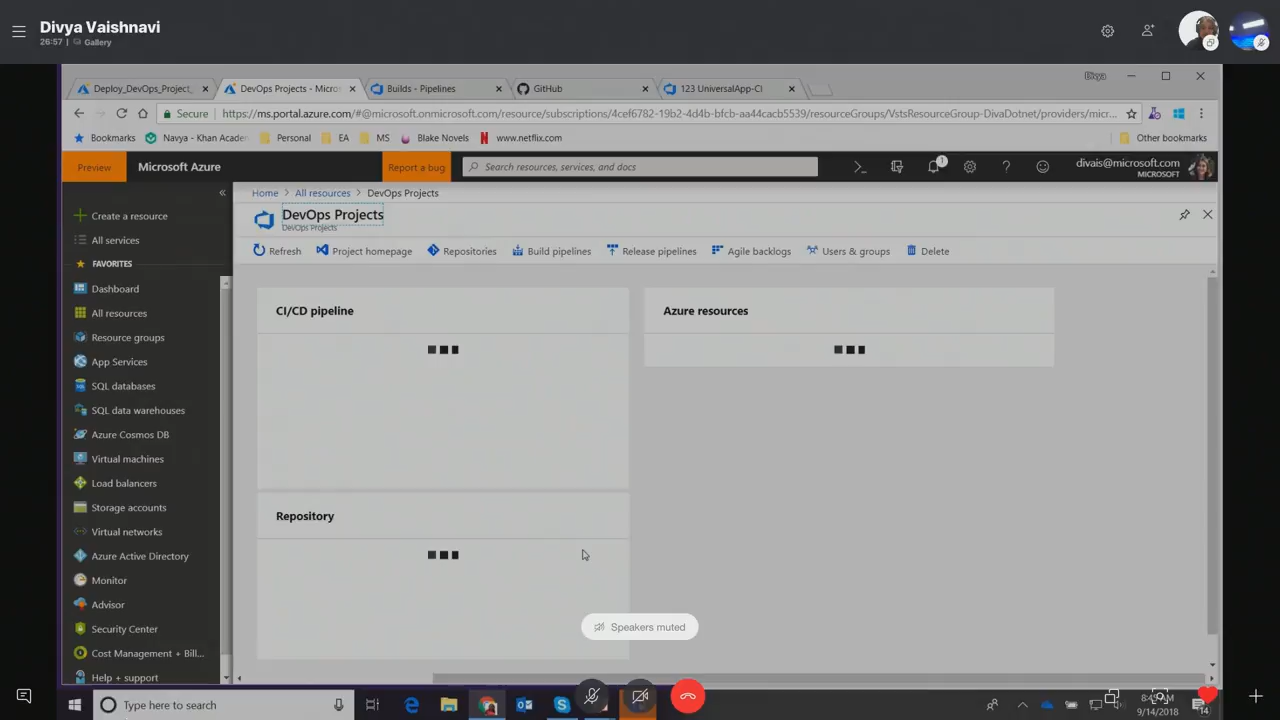 Divya Vaishnavi
26:57 | Gallery
Deploy_DevOps_Project_
DevOps Projects - Micros
Builds - Pipelines
GitHub
123 UniversalApp-CI
Divya
Secure
https://ms.portal.azure.com/#@microsoft.onmicrosoft.com/resource/subscriptions/4cef6782-19b2-4d4b-bfcb-aa44cacb5539/resourceGroups/VstsResourceGroup-DivaDotnet/providers/micr...
Bookmarks
Navya - Khan Acaden
Personal
EA
MS
Blake Novels
www.netflix.com
Other bookmarks
Preview
Microsoft Azure
Report a bug
Search resources, services, and docs
1
divais@microsoft.com
MICROSOFT
Home
All resources
DevOps Projects
DevOps Projects
DevOps Projects
Refresh
Project homepage
Repositories
Build pipelines
Release pipelines
Agile backlogs
Users & groups
Delete
Create a resource
All services
FAVORITES
Dashboard
All resources
Resource groups
App Services
SQL databases
SQL data warehouses
Azure Cosmos DB
Virtual machines
Load balancers
Storage accounts
Virtual networks
Azure Active Directory
Monitor
Advisor
Security Center
Cost Management + Bill...
Help + support
CI/CD pipeline
Azure resources
Repository
Speakers muted
Type here to search
9/14/2018
14